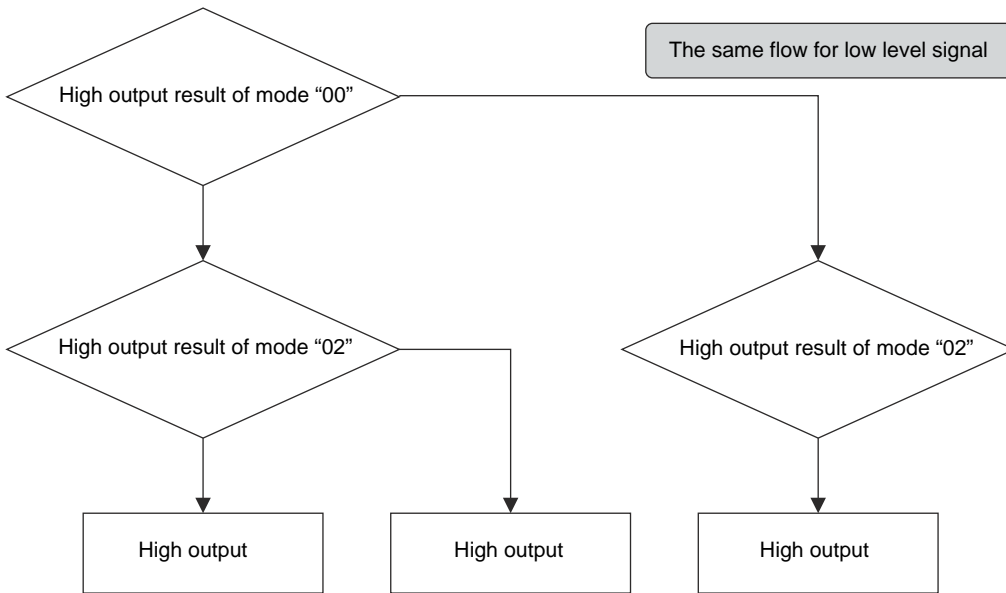 The same flow for low level signal
High output result of mode “00”
High output result of mode “02”
High output result of mode “02”
High output
High output
High output